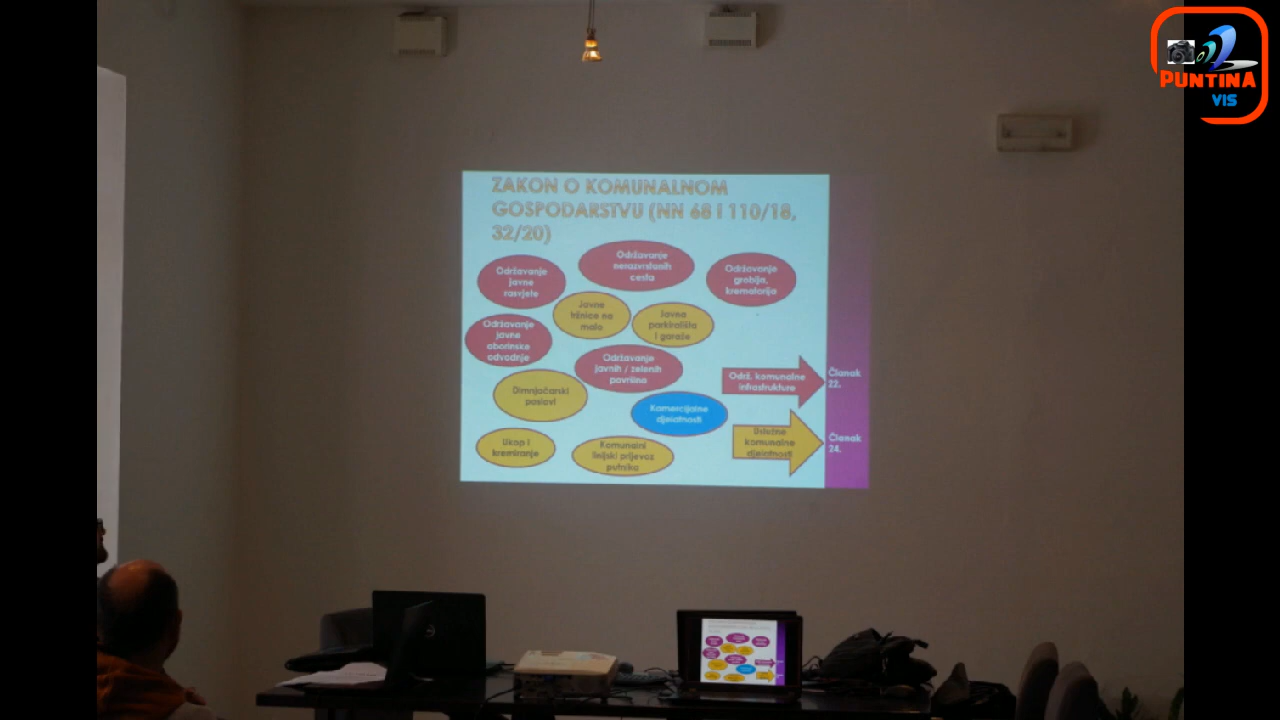 PUNTINA
VIS
ZAKON O KOMUNALNOM
GOSPODARSTVU (NN 68 I 110/18,
32/20)
Održavanje
javne
rasvjete
Održavanje
nerazvrstanih
cesta
Održavanje
groblja,
krematorija
Javne
tržnice na
malo
Javna
parkirališta
i garaže
Održavanje
javne
oborinske
odvodnje
Održavanje
javnih / zelenih
površina
Održ. komunalne
infrastrukture
Članak
22.
Dimnjačarski
poslovi
Komercijalne
djelatnosti
Uslužne
komunalne
djelatnosti
Članak
24.
Ukop i
kremiranje
Komunalni
linijski prijevoz
putnika